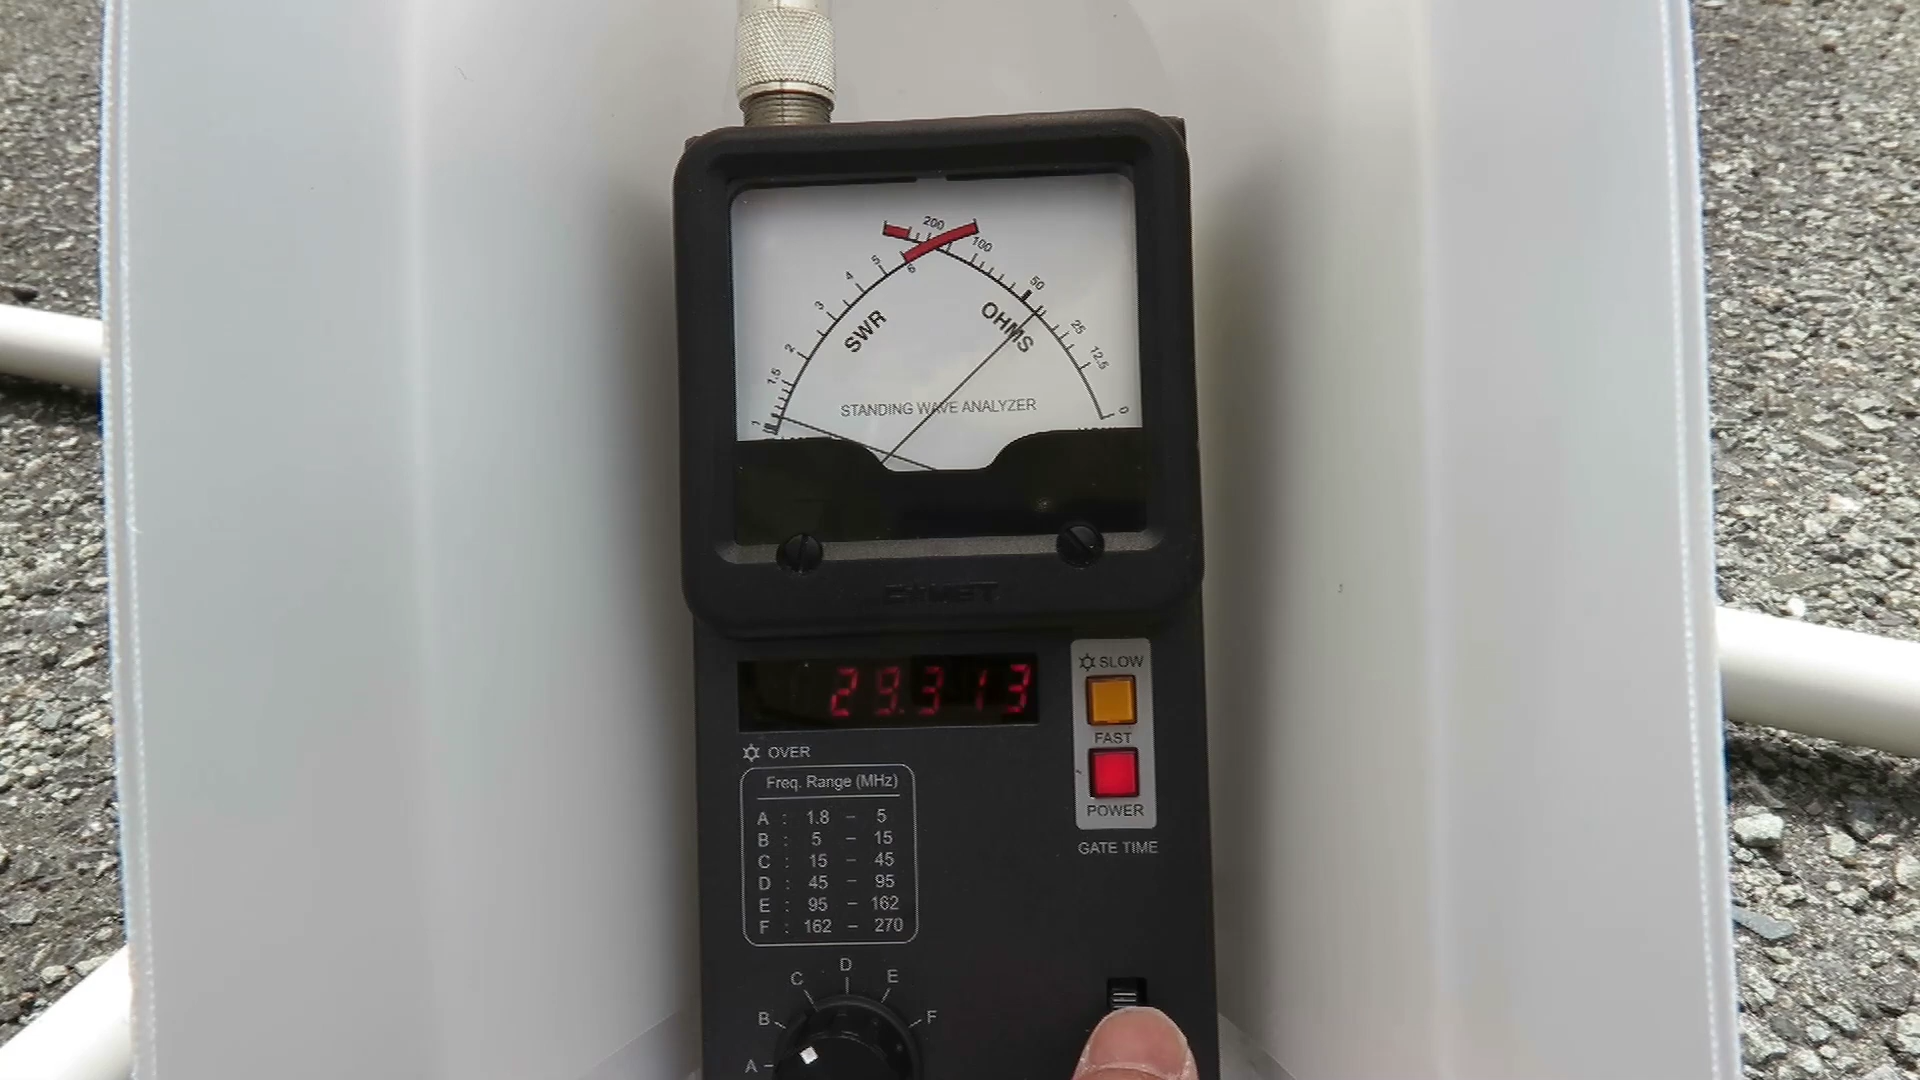 200
100
5
6
4
50
3
25
2
12.5
1.5
1
0
SWR
OHMS
STANDING WAVE ANALYZER
29.313
SLOW
FAST
POWER
GATE TIME
OVER
Freq. Range (MHz)
A : 1.8 – 5
B : 5 – 15
C : 15 – 45
D : 45 – 95
E : 95 – 162
F : 162 – 270
D
C
E
B
F
A